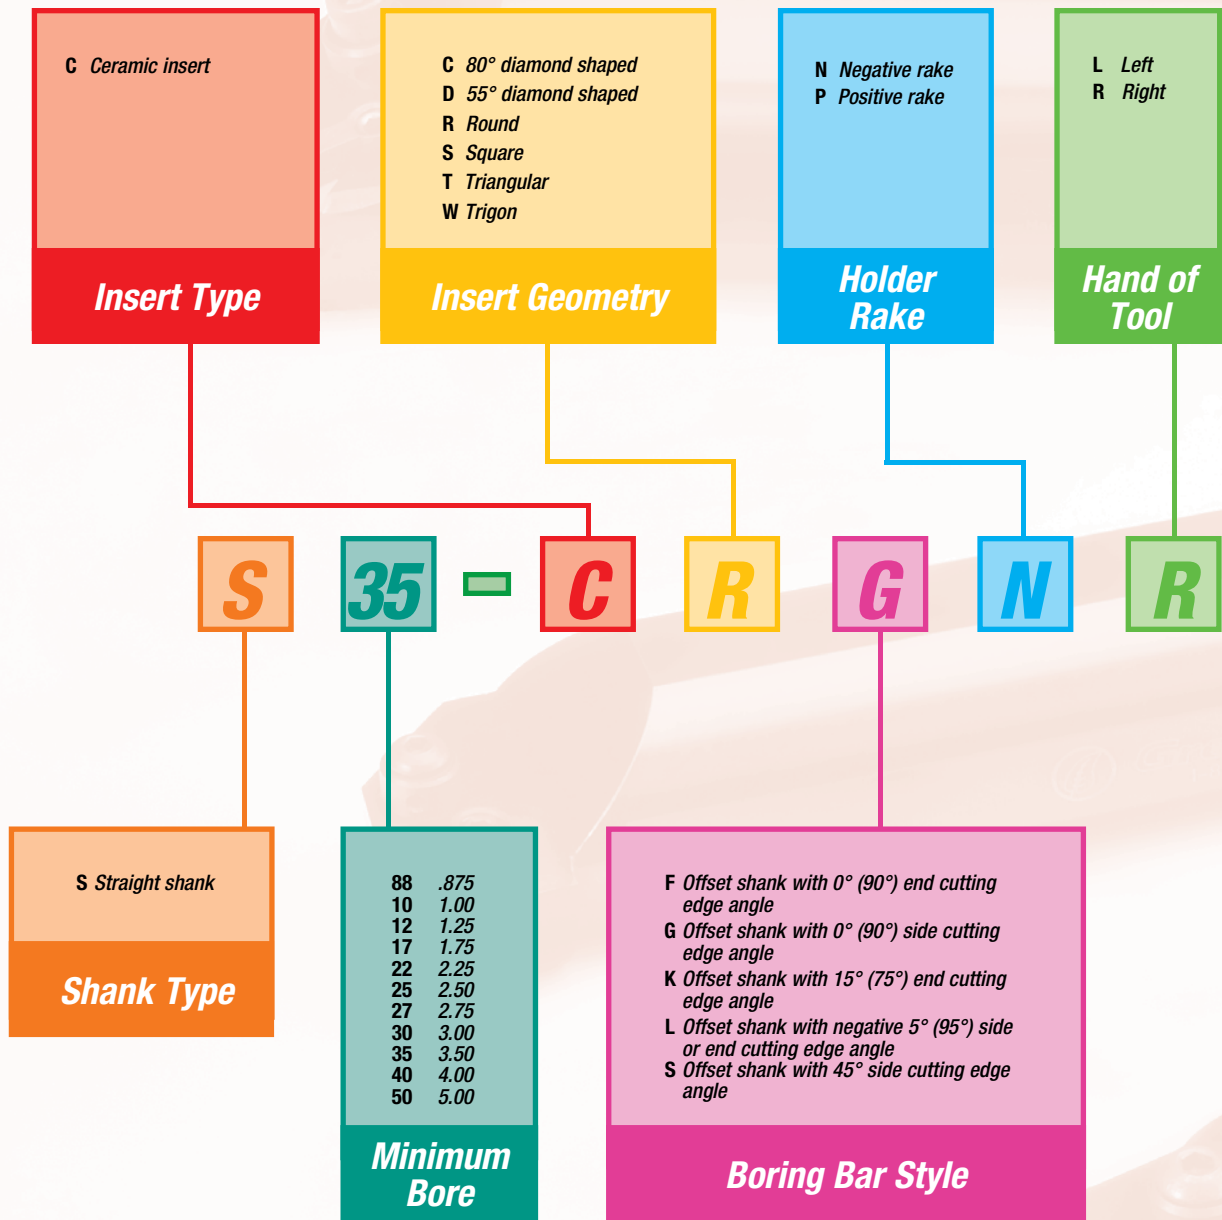 C Ceramic insert
Insert Type
C 80° diamond shaped
D 55° diamond shaped
R Round
S Square
T Triangular
W Trigon
Insert Geometry
N Negative rake
P Positive rake
Holder
Rake
L Left
R Right
Hand of
Tool
S 35 - C R G N R
S Straight shank
Shank Type
88 .875
10 1.00
12 1.25
17 1.75
22 2.25
25 2.50
27 2.75
30 3.00
35 3.50
40 4.00
50 5.00
Minimum
Bore
F Offset shank with 0° (90°) end cutting
edge angle
G Offset shank with 0° (90°) side cutting
edge angle
K Offset shank with 15° (75°) end cutting
edge angle
L Offset shank with negative 5° (95°) side
or end cutting edge angle
S Offset shank with 45° side cutting edge
angle
Boring Bar Style